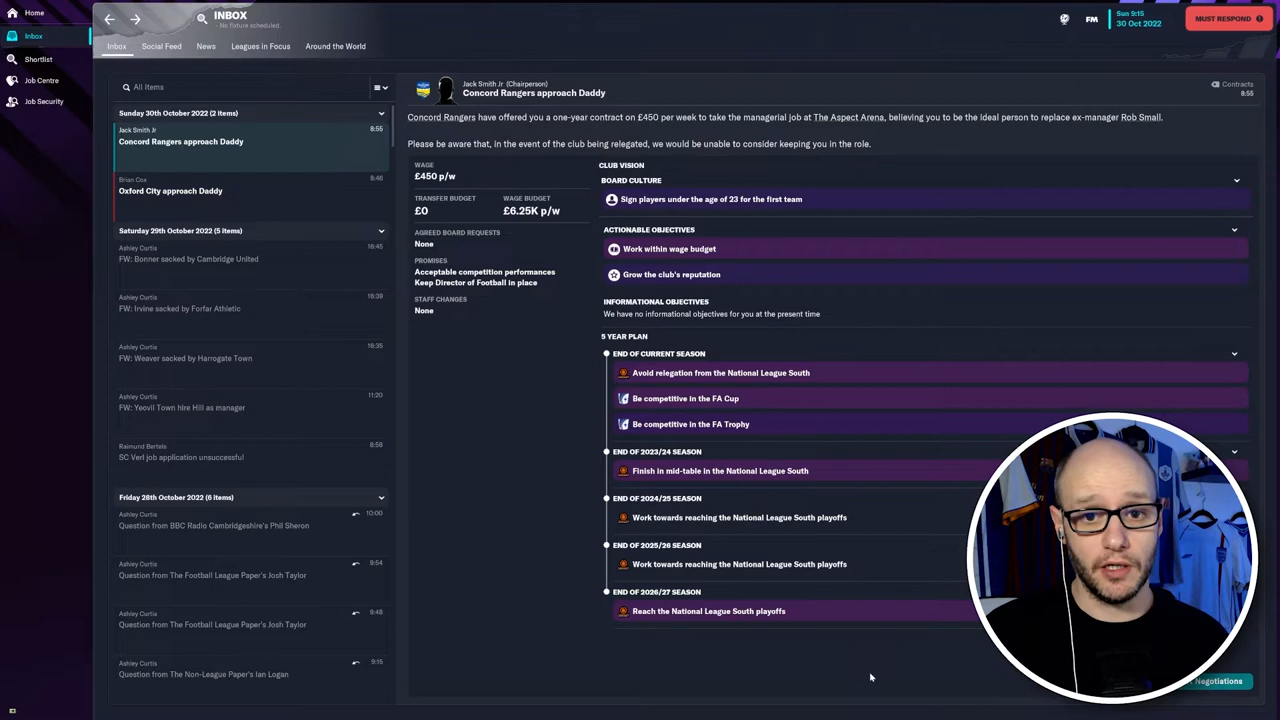 Home
Inbox
Shortlist
Job Centre
Job Security
INBOX
- No fixture scheduled.
FM
Sun 9:15
30 Oct 2022
MUST RESPOND
Inbox
Social Feed
News
Leagues in Focus
Around the World
All Items
Sunday 30th October 2022 (2 items)
Jack Smith Jr
8:55
Concord Rangers approach Daddy
Brian Cox
8:46
Oxford City approach Daddy
Saturday 29th October 2022 (5 items)
Ashley Curtis
16:45
FW: Bonner sacked by Cambridge United
Ashley Curtis
16:39
FW: Irvine sacked by Forfar Athletic
Ashley Curtis
16:35
FW: Weaver sacked by Harrogate Town
Ashley Curtis
11:20
FW: Yeovil Town hire Hill as manager
Raimund Bertels
8:58
SC Verl job application unsuccessful
Friday 28th October 2022 (6 items)
Ashley Curtis
10:00
Question from BBC Radio Cambridgeshire's Phil Sheron
Ashley Curtis
9:54
Question from The Football League Paper's Josh Taylor
Ashley Curtis
9:48
Question from The Football League Paper's Josh Taylor
Ashley Curtis
9:15
Question from The Non-League Paper's Ian Logan
Jack Smith Jr (Chairperson)
Concord Rangers approach Daddy
Contracts
8:55
Concord Rangers have offered you a one-year contract on £450 per week to take the managerial job at The Aspect Arena, believing you to be the ideal person to replace ex-manager Rob Small.
Please be aware that, in the event of the club being relegated, we would be unable to consider keeping you in the role.
WAGE
£450 p/w
TRANSFER BUDGET
WAGE BUDGET
£0
£6.25K p/w
AGREED BOARD REQUESTS
None
PROMISES
Acceptable competition performances
Keep Director of Football in place
STAFF CHANGES
None
CLUB VISION
BOARD CULTURE
Sign players under the age of 23 for the first team
ACTIONABLE OBJECTIVES
Work within wage budget
Grow the club's reputation
INFORMATIONAL OBJECTIVES
We have no informational objectives for you at the present time
5 YEAR PLAN
END OF CURRENT SEASON
Avoid relegation from the National League South
Be competitive in the FA Cup
Be competitive in the FA Trophy
END OF 2023/24 SEASON
Finish in mid-table in the National League South
END OF 2024/25 SEASON
Work towards reaching the National League South playoffs
END OF 2025/26 SEASON
Work towards reaching the National League South playoffs
END OF 2026/27 SEASON
Reach the National League South playoffs
Negotiations